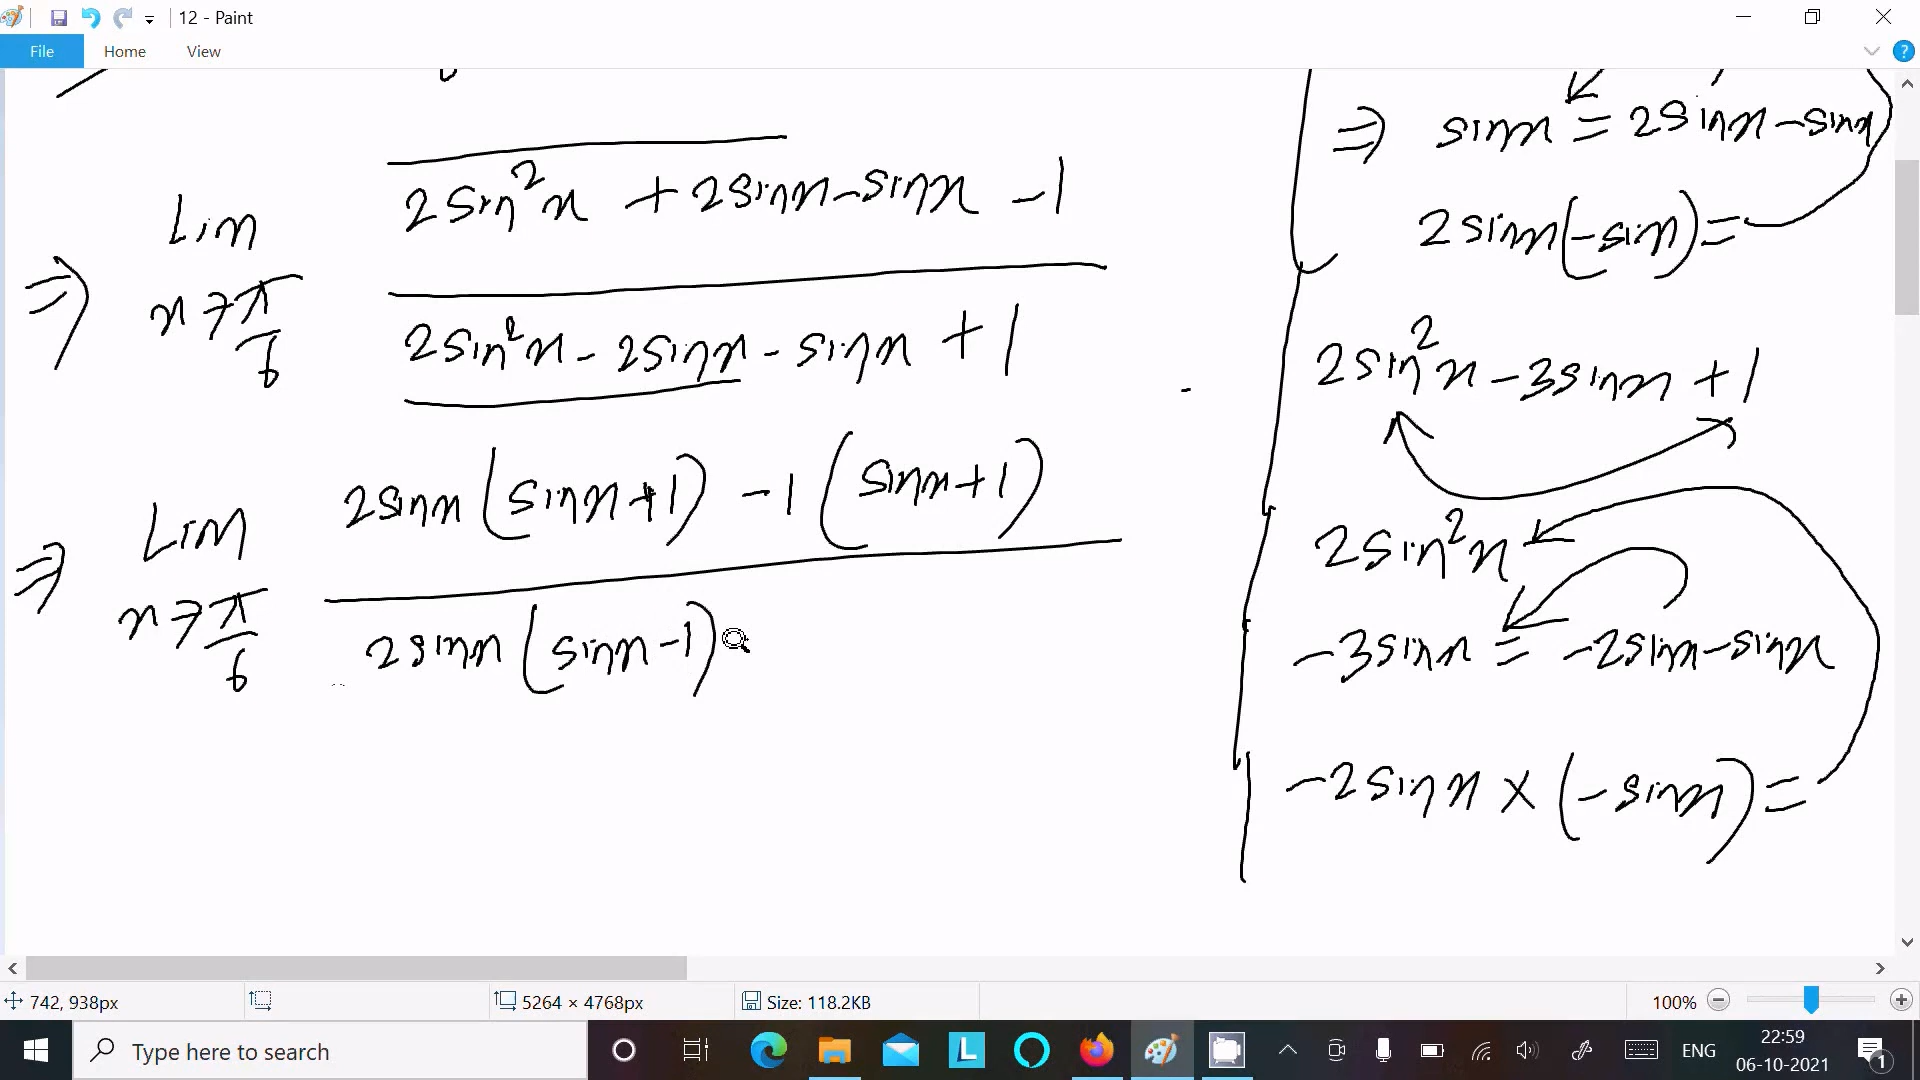 12 - Paint
File Home View
⇒ sinx = 2sinx - sinx
2sin²x + 2sinx - sinx - 1
⇒ Lim x→π/6
2sinx(-sinx) =
2sin²x - 2sinx - sinx + 1
2sin²x - 3sinx + 1
2sinx (sinx+1) - 1 (sinx+1)
⇒ Lim x→π/6
2sin²x
2sinx (sinx-1)
-3sinx = -2sinx - sinx
-2sinx × (-sinx) =
742, 938px 5264 × 4768px Size: 118.2KB 100%
Type here to search
L
ENG
22:59
06-10-2021
1